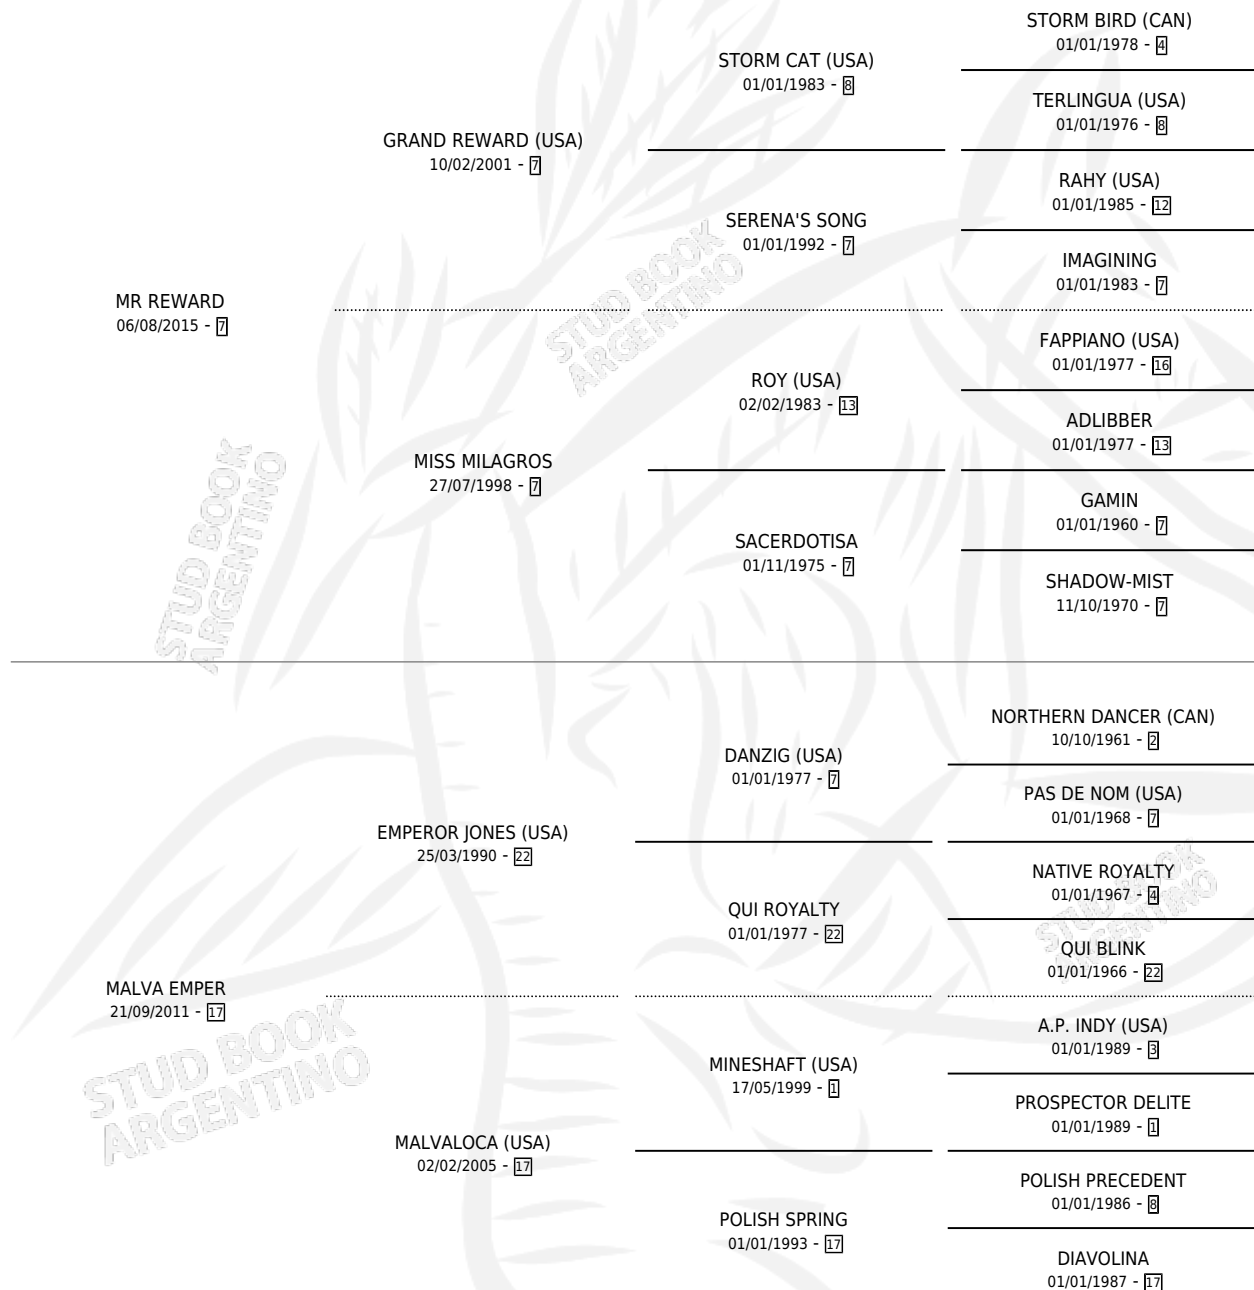 STORM BIRD (CAN)
01/01/1978 - 4
STORM CAT (USA)
01/01/1983 - 8
TERLINGUA (USA)
01/01/1976 - 8
GRAND REWARD (USA)
10/02/2001 - 7
RAHY (USA)
01/01/1985 - 12
SERENA'S SONG
01/01/1992 - 7
IMAGINING
01/01/1983 - 7
MR REWARD
06/08/2015 - 7
FAPPIANO (USA)
01/01/1977 - 16
ROY (USA)
02/02/1983 - 13
ADLIBBER
01/01/1977 - 13
MISS MILAGROS
27/07/1998 - 7
GAMIN
01/01/1960 - 7
SACERDOTISA
01/11/1975 - 7
SHADOW-MIST
11/10/1970 - 7
NORTHERN DANCER (CAN)
10/10/1961 - 2
DANZIG (USA)
01/01/1977 - 7
PAS DE NOM (USA)
01/01/1968 - 7
EMPEROR JONES (USA)
25/03/1990 - 22
NATIVE ROYALTY
01/01/1967 - 4
QUI ROYALTY
01/01/1977 - 22
QUI BLINK
01/01/1966 - 22
MALVA EMPER
21/09/2011 - 17
A.P. INDY (USA)
01/01/1989 - 3
MINESHAFT (USA)
17/05/1999 - 1
PROSPECTOR DELITE
01/01/1989 - 1
MALVALOCA (USA)
02/02/2005 - 17
POLISH PRECEDENT
01/01/1986 - 8
POLISH SPRING
01/01/1993 - 17
DIAVOLINA
01/01/1987 - 17
STUD BOOK
ARGENTINO
STUD BOOK
ARGENTINO
STUD BOOK
ARGENTINO
STUD BOOK
ARGENTINO